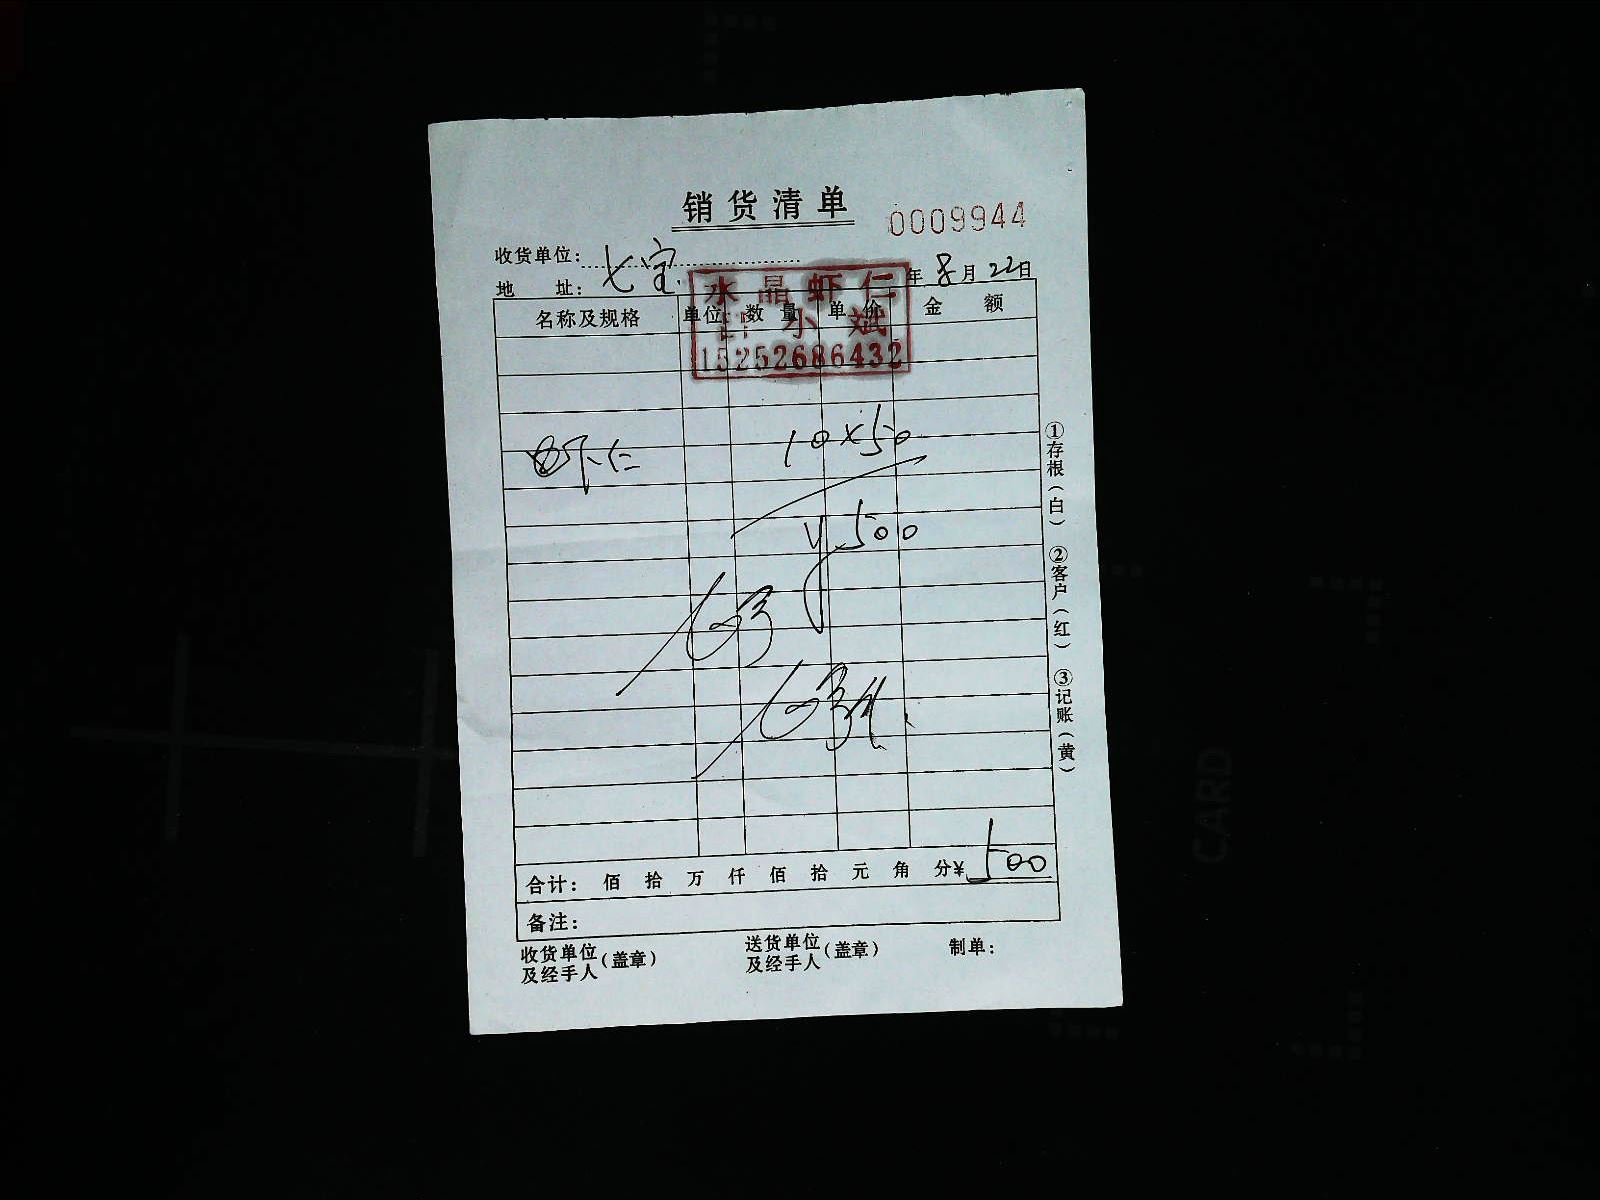 销货清单
0009944
收货单位：七宝
年8月22日
地 址：
水晶虾仁
小斌
15252686432
名称及规格 单位 数量 单价 金额
虾仁 10×50
¥500
合计： 佰 拾 万 仟 佰 拾 元 角 分¥ 500
备注：
收货单位及经手人（盖章） 送货单位及经手人（盖章） 制单：
①存根（白） ②客户（红） ③记账（黄）
CARD